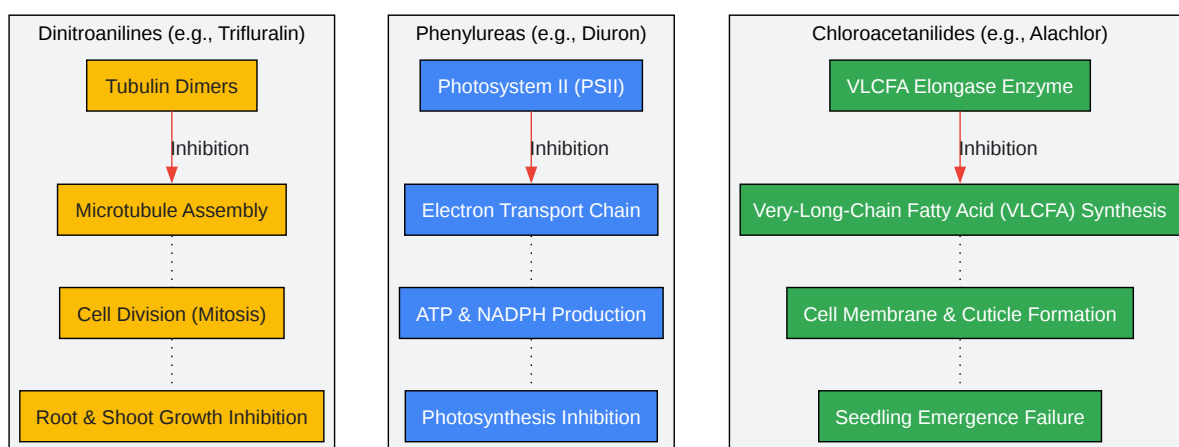 Dinitroanilines (e.g., Trifluralin)
Tubulin Dimers
Inhibition
Microtubule Assembly
Cell Division (Mitosis)
Root & Shoot Growth Inhibition
Phenylureas (e.g., Diuron)
Photosystem II (PSII)
Inhibition
Electron Transport Chain
ATP & NADPH Production
Photosynthesis Inhibition
Chloroacetanilides (e.g., Alachlor)
VLCFA Elongase Enzyme
Inhibition
Very-Long-Chain Fatty Acid (VLCFA) Synthesis
Cell Membrane & Cuticle Formation
Seedling Emergence Failure